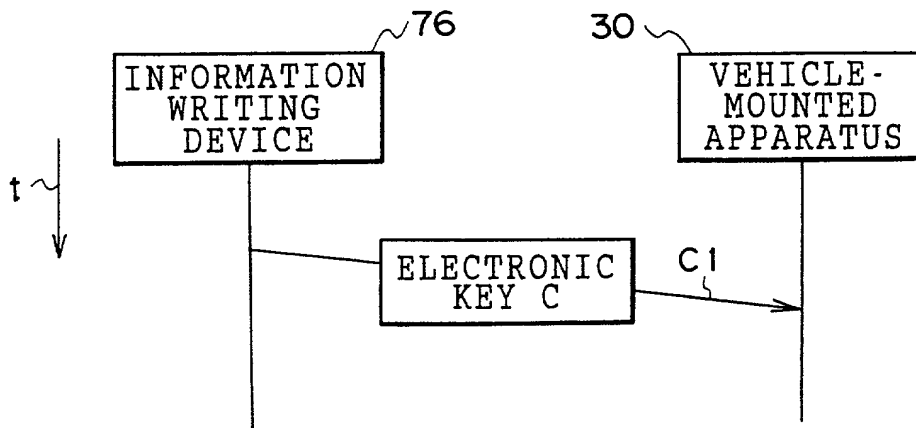 76
30
INFORMATION
WRITING
DEVICE
VEHICLE-
MOUNTED
APPARATUS
t
ELECTRONIC
KEY C
C1